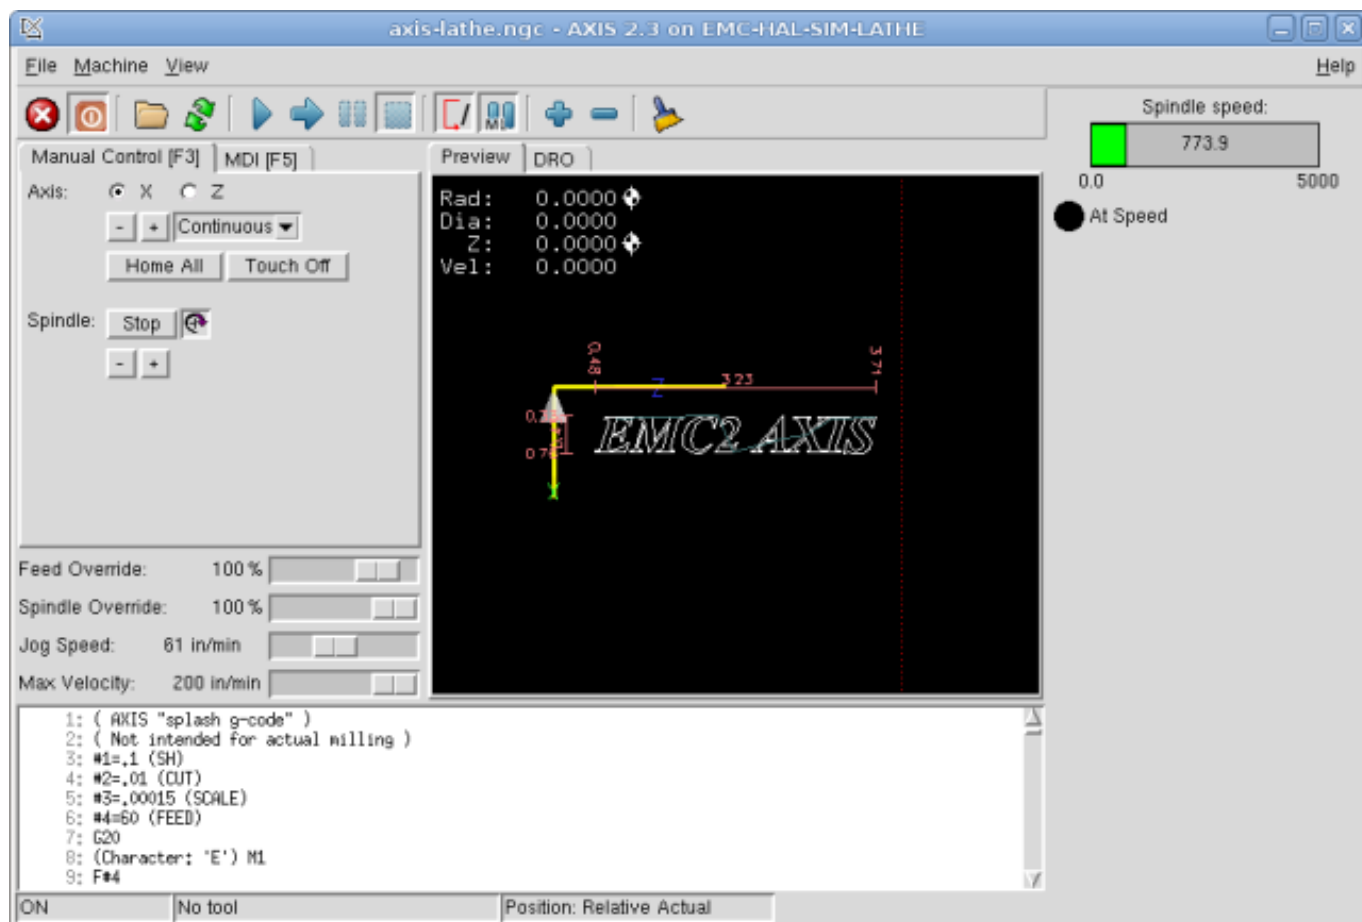 axis-lathe.ngc - AXIS 2.3 on EMC-HAL-SIM-LATHE
File Machine View Help
Manual Control [F3] MDI [F5]
Axis: X Z
- + Continuous
Home All Touch Off
Spindle: Stop
- +
Feed Override: 100 %
Spindle Override: 100 %
Jog Speed: 61 in/min
Max Velocity: 200 in/min
Preview DRO
Rad: 0.0000
Dia: 0.0000
Z: 0.0000
Vel: 0.0000
0.48 3.23 3.71
Z
EMC2 AXIS
Spindle speed:
773.9
0.0 5000
At Speed
1: ( AXIS "splash g-code" )
2: ( Not intended for actual milling )
3: #1=.1 (SH)
4: #2=.01 (CUT)
5: #3=.00015 (SCALE)
6: #4=60 (FEED)
7: G20
8: (Character: 'E') M1
9: F#4
ON No tool Position: Relative Actual